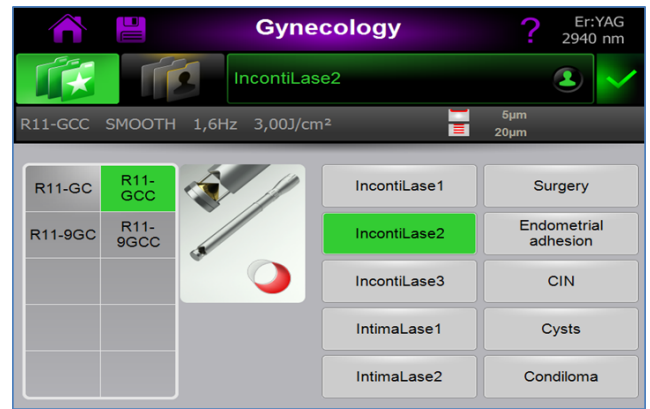 Gynecology
?
Er:YAG
2940 nm
IncontiLase2
R11-GCC SMOOTH 1,6Hz 3,00J/cm²
5μm
20μm
R11-GC
R11-
GCC
R11-9GC
R11-
9GCC
IncontiLase1
Surgery
IncontiLase2
Endometrial
adhesion
IncontiLase3
CIN
IntimaLase1
Cysts
IntimaLase2
Condiloma